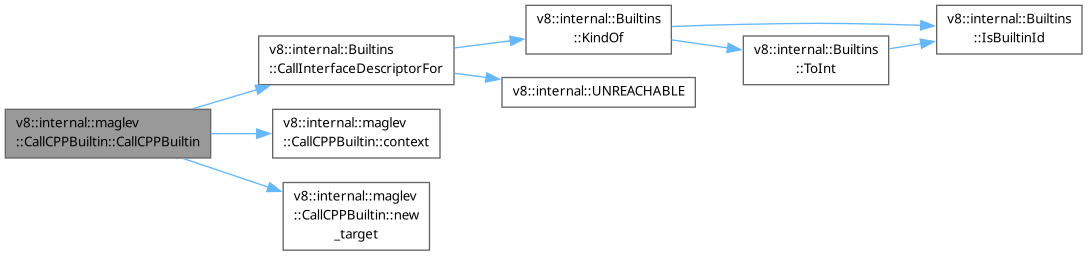 v8::internal::maglev
::CallCPPBuiltin::CallCPPBuiltin
v8::internal::Builtins
::CallInterfaceDescriptorFor
v8::internal::maglev
::CallCPPBuiltin::context
v8::internal::maglev
::CallCPPBuiltin::new
_target
v8::internal::Builtins
::KindOf
v8::internal::UNREACHABLE
v8::internal::Builtins
::ToInt
v8::internal::Builtins
::IsBuiltinId